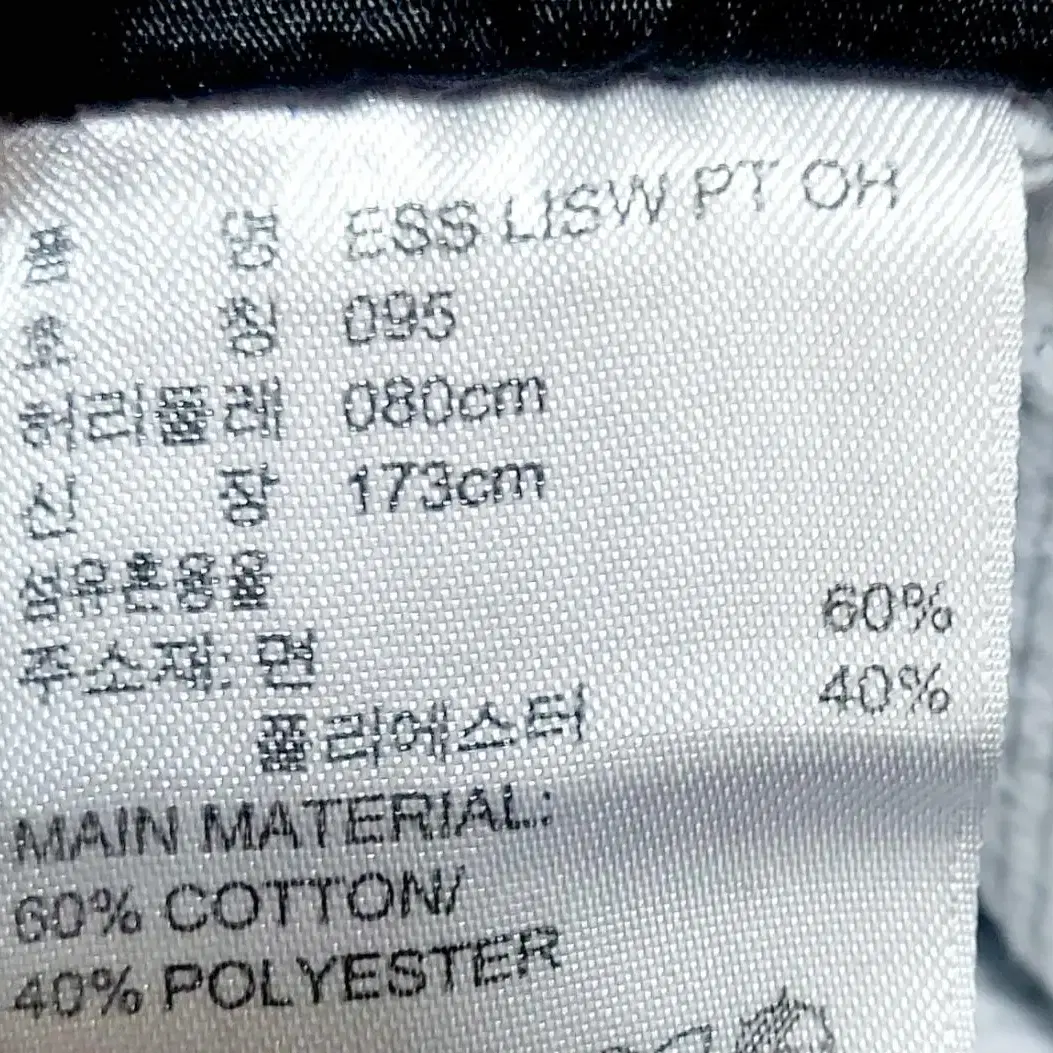 품 명 ESS LISW PT OH
호 칭 095
허리둘레 080cm
신 장 173cm
섬유혼용율
주소재: 면 60%
폴리에스터 40%
MAIN MATERIAL:
60% COTTON/
40% POLYESTER